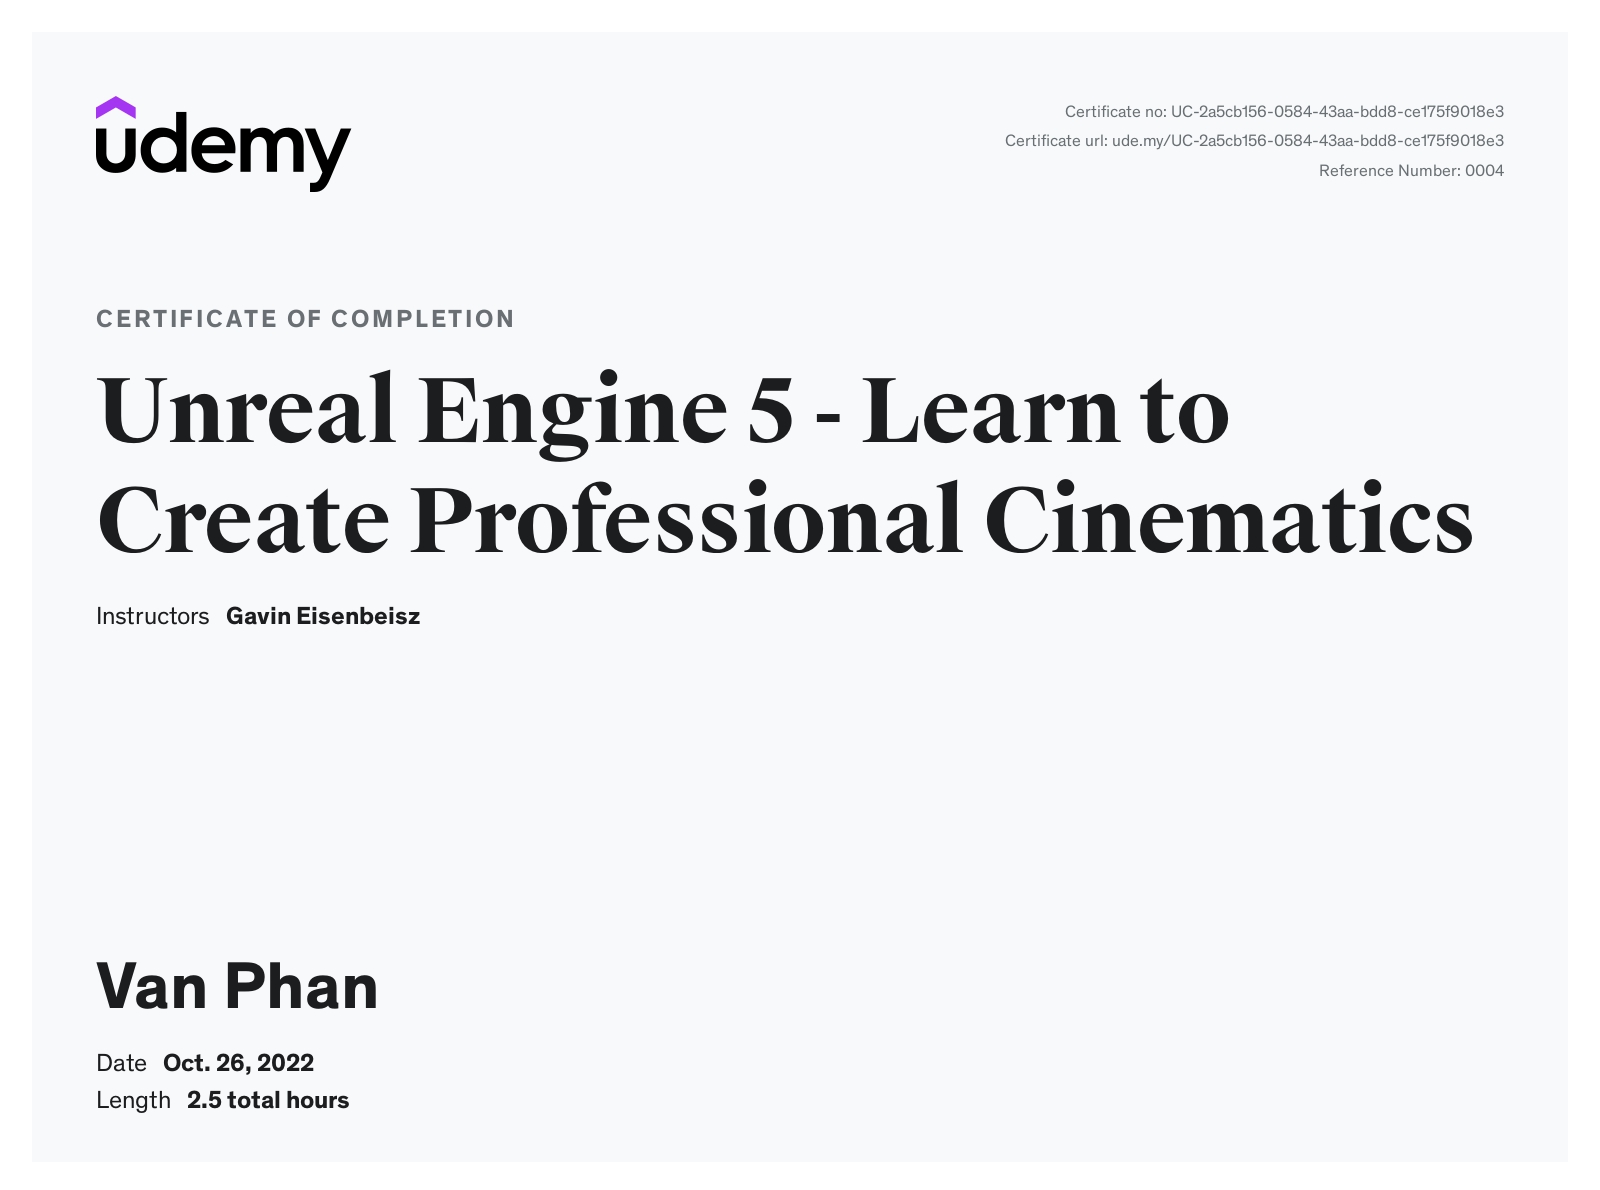 udemy
Certificate no: UC-2a5cb156-0584-43aa-bdd8-ce175f9018e3
Certificate url: ude.my/UC-2a5cb156-0584-43aa-bdd8-ce175f9018e3
Reference Number: 0004
CERTIFICATE OF COMPLETION
Unreal Engine 5 - Learn to
Create Professional Cinematics
Instructors Gavin Eisenbeisz
Van Phan
Date Oct. 26, 2022
Length 2.5 total hours